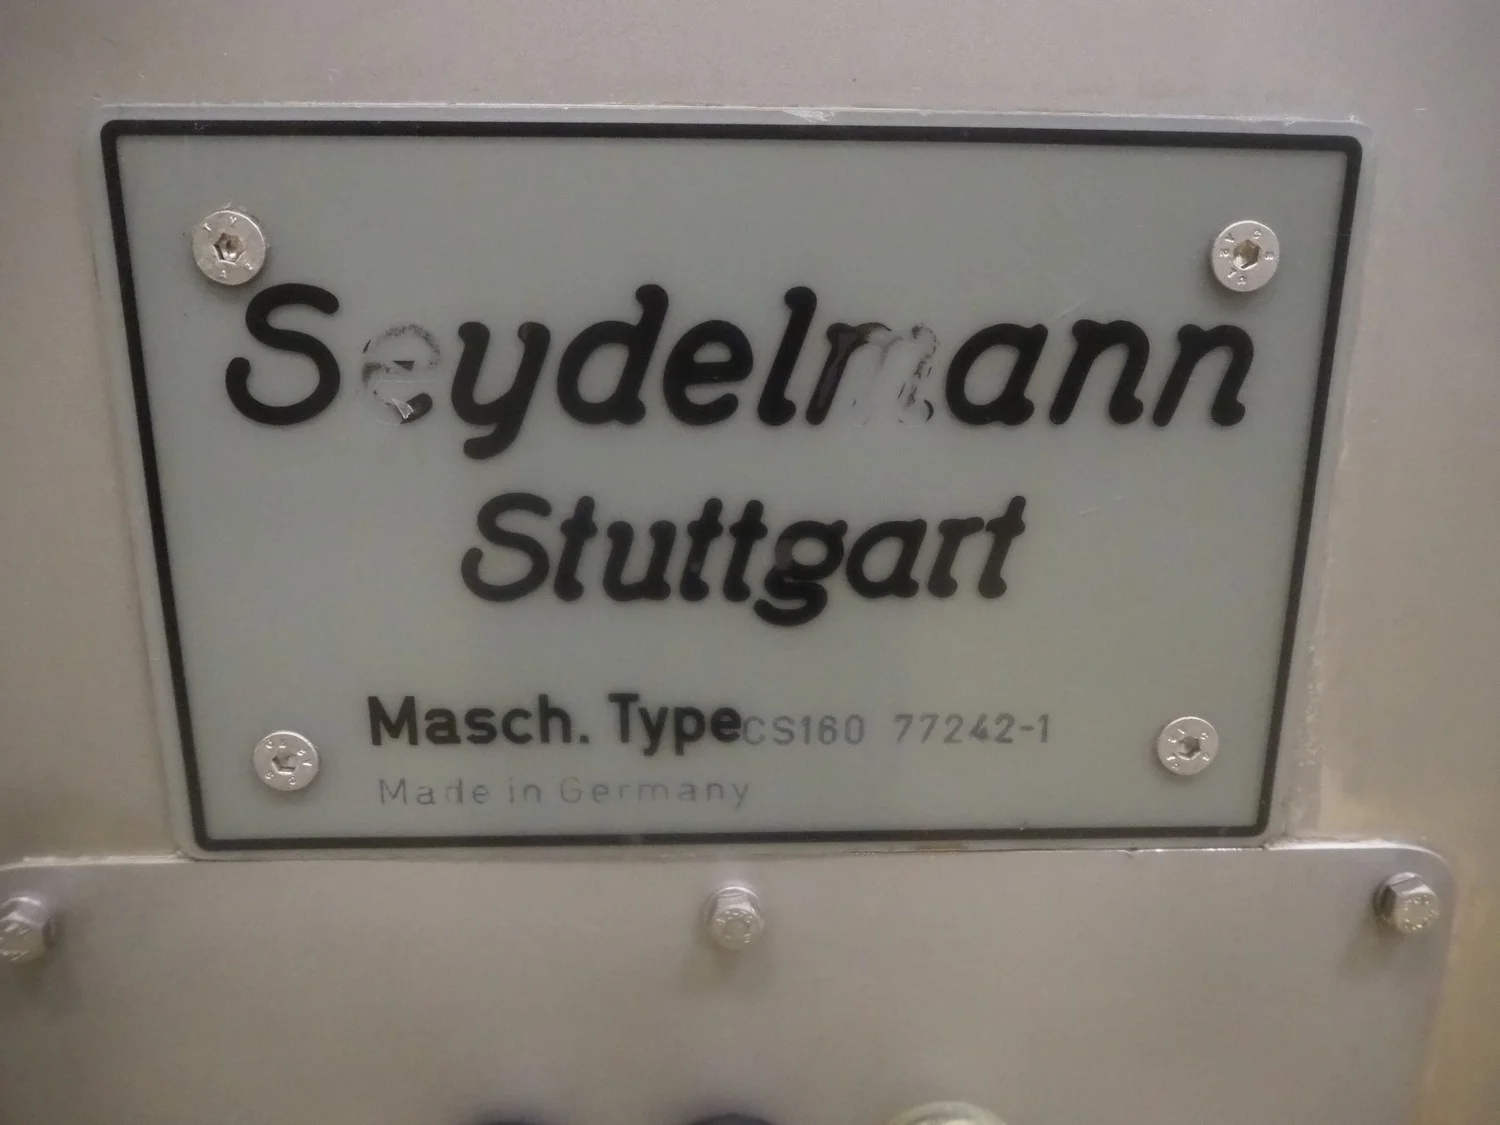 Seydelmann
Stuttgart
Masch. Type CS160 77242-1
Made in Germany